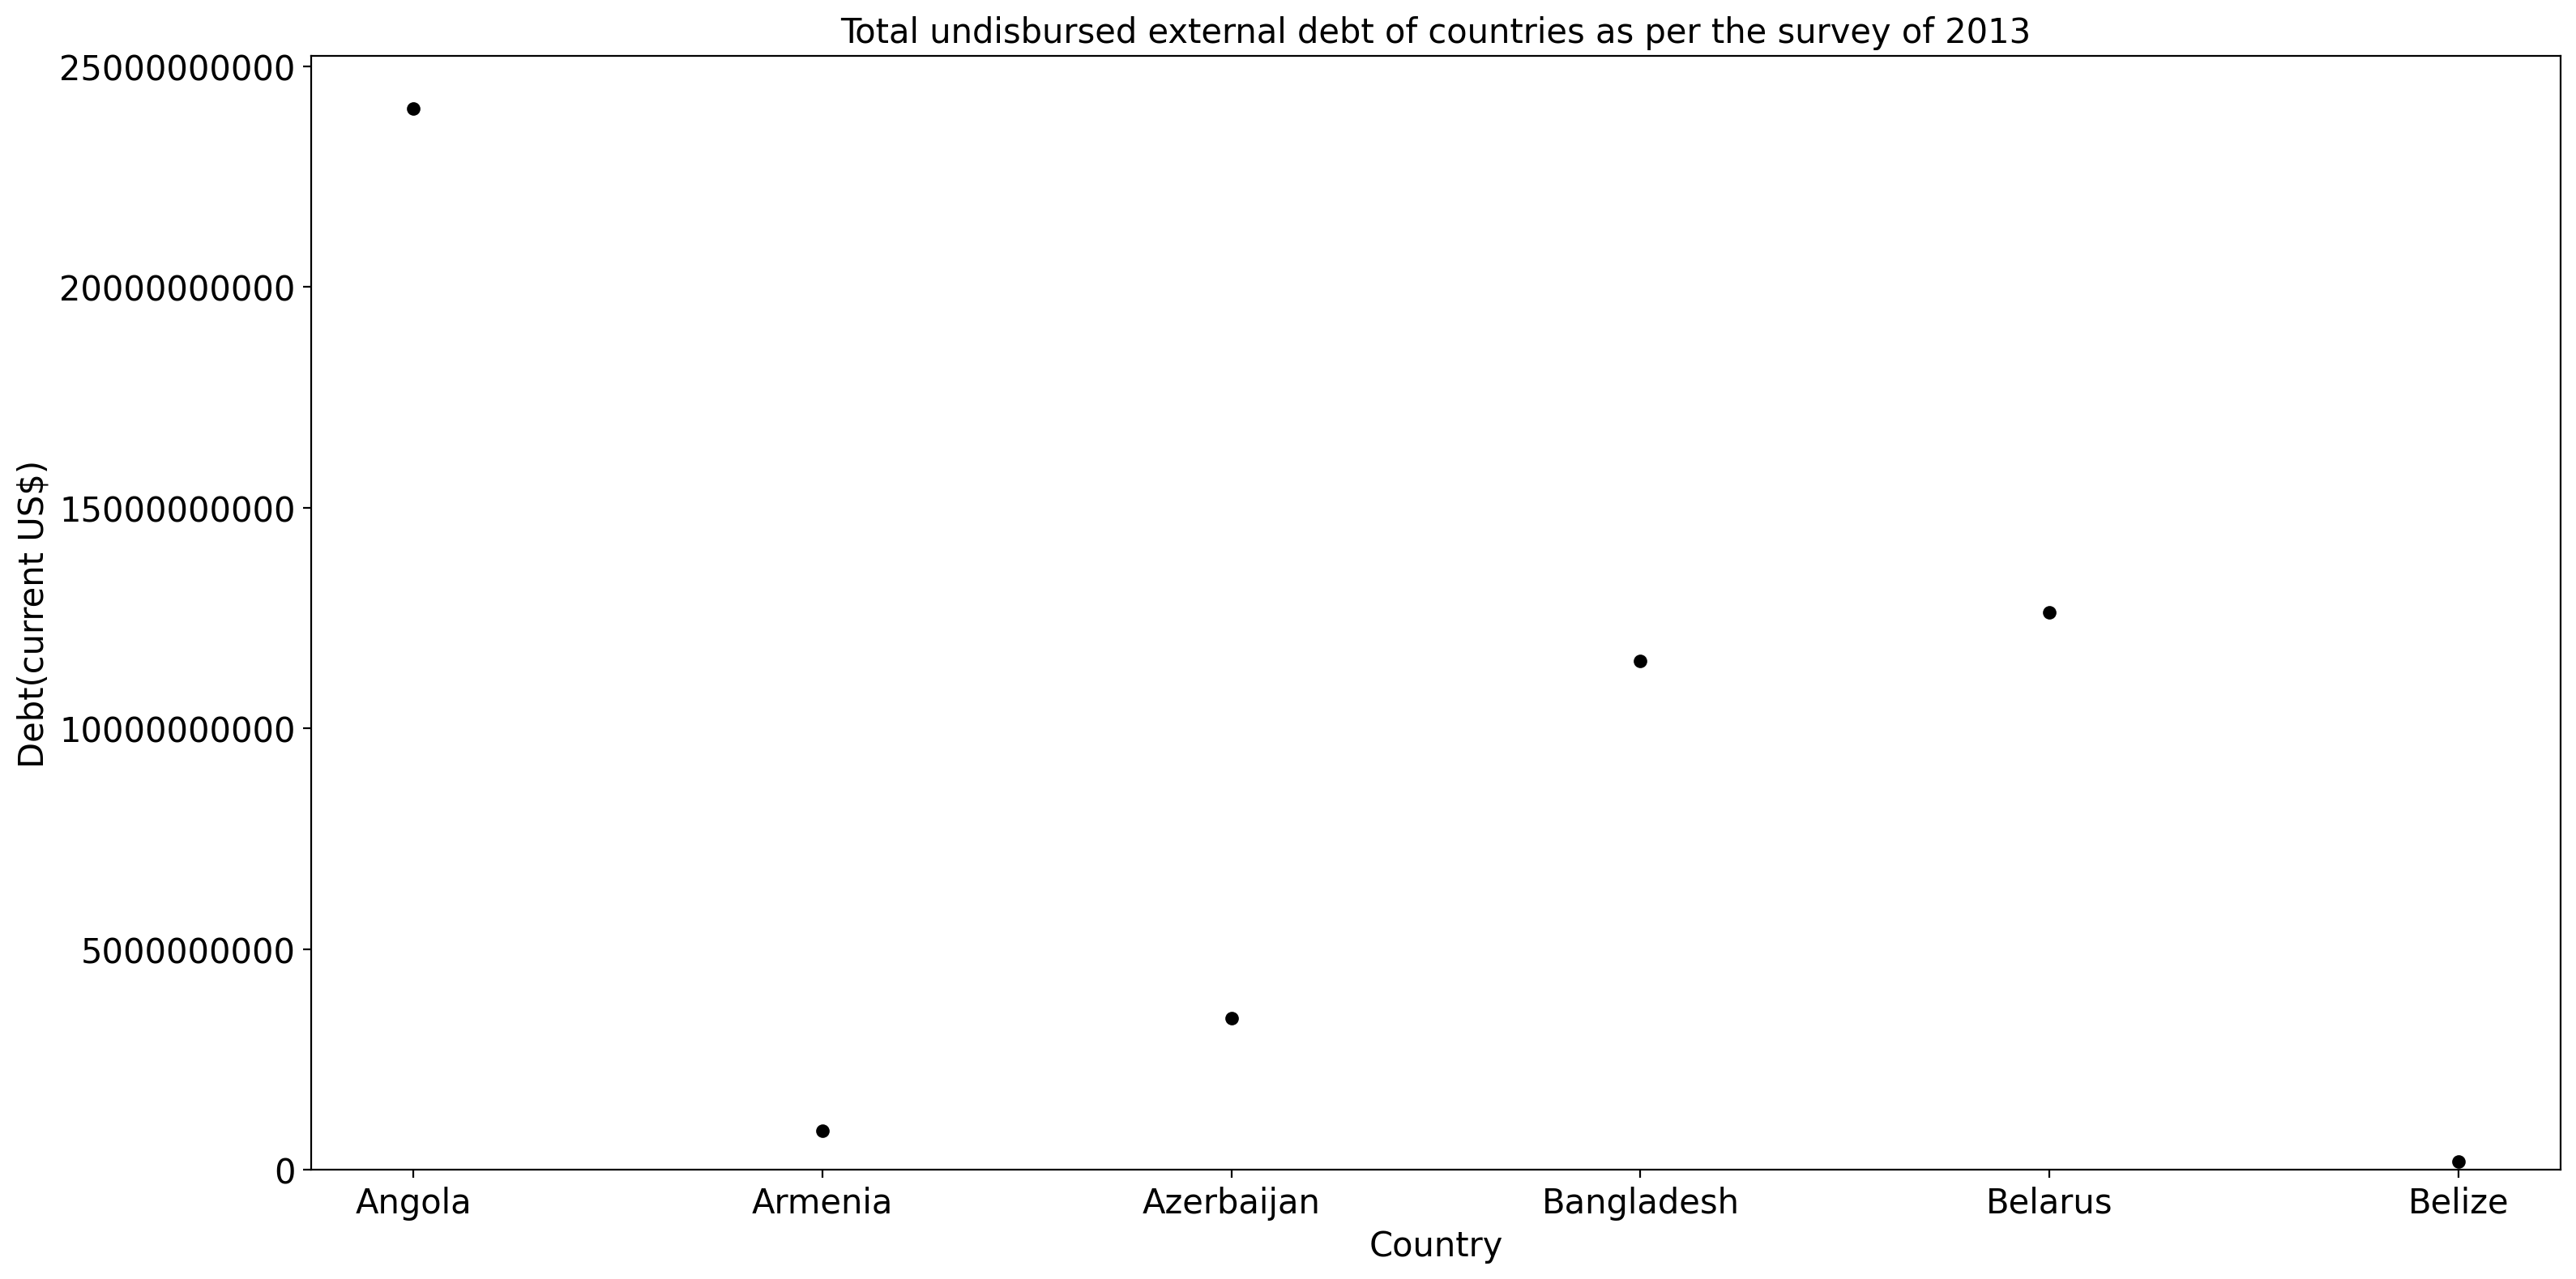 Total undisbursed external debt of countries as per the survey of 2013
25000000000
20000000000
15000000000
10000000000
5000000000
0
Debt(current US$)
Angola Armenia Azerbaijan Bangladesh Belarus Belize
Country